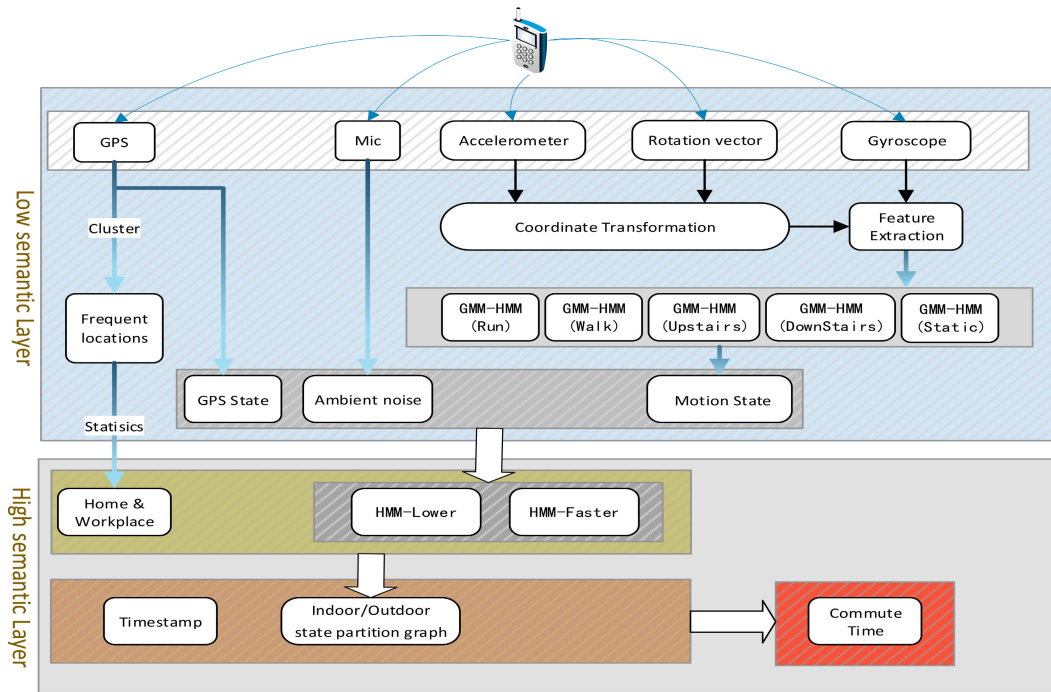 GPS
Mic
Accelerometer
Rotation vector
Gyroscope
Low semantic Layer
Cluster
Coordinate Transformation
Feature
Extraction
Frequent
locations
GMM-HMM
(Run)
GMM-HMM
(Walk)
GMM-HMM
(Upstairs)
GMM-HMM
(DownStairs)
GMM-HMM
(Static)
GPS State
Ambient noise
Motion State
Statisics
High semantic Layer
Home &
Workplace
HMM-Lower
HMM-Faster
Timestamp
Indoor/Outdoor
state partition graph
Commute
Time